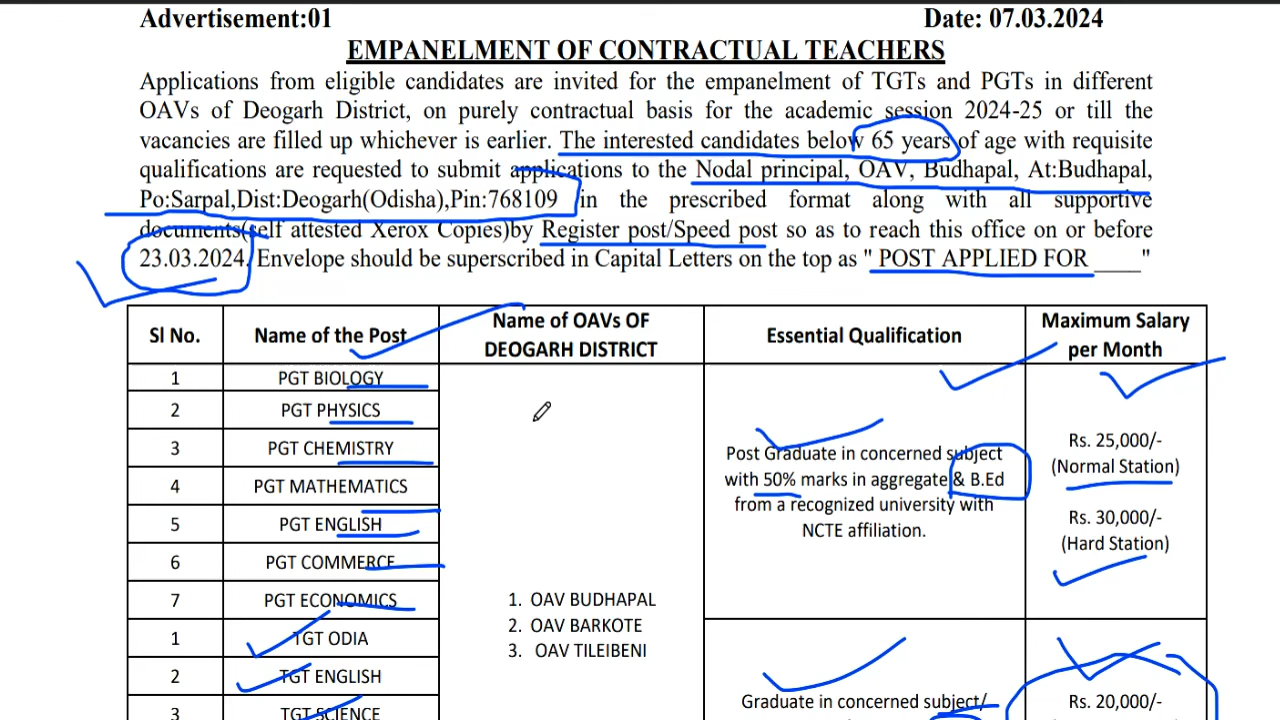 Advertisement:01 Date: 07.03.2024
EMPANELMENT OF CONTRACTUAL TEACHERS
Applications from eligible candidates are invited for the empanelment of TGTs and PGTs in different
OAVs of Deogarh District, on purely contractual basis for the academic session 2024-25 or till the
vacancies are filled up whichever is earlier. The interested candidates below 65 years of age with requisite
qualifications are requested to submit applications to the Nodal principal, OAV, Budhapal, At:Budhapal,
Po:Sarpal,Dist:Deogarh(Odisha),Pin:768109 in the prescribed format along with all supportive
documents(self attested Xerox Copies)by Register post/Speed post so as to reach this office on or before
23.03.2024. Envelope should be superscribed in Capital Letters on the top as " POST APPLIED FOR ____"
Sl No. Name of the Post Name of OAVs OF DEOGARH DISTRICT Essential Qualification Maximum Salary per Month
1 PGT BIOLOGY
2 PGT PHYSICS
3 PGT CHEMISTRY
4 PGT MATHEMATICS
5 PGT ENGLISH
6 PGT COMMERCE
7 PGT ECONOMICS
1 TGT ODIA
2 TGT ENGLISH
3 TGT SCIENCE
1. OAV BUDHAPAL
2. OAV BARKOTE
3. OAV TILEIBENI
Post Graduate in concerned subject
with 50% marks in aggregate & B.Ed
from a recognized university with
NCTE affiliation.
Rs. 25,000/-
(Normal Station)
Rs. 30,000/-
(Hard Station)
Graduate in concerned subject/
Rs. 20,000/-